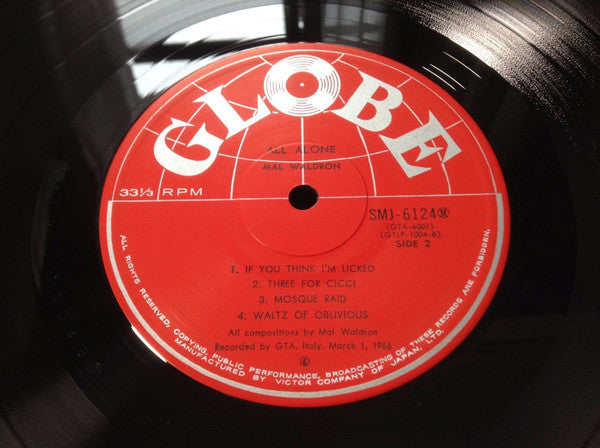 GLOBE
ALL ALONE
MAL WALDRON
33⅓ RPM
SMJ-6124Ⓜ
(GTA-6001)
(GTLP-1004-B)
SIDE 2
1. IF YOU THINK I'M LICKED
2. THREE FOR CICCI
3. MOSQUE RAID
4. WALTZ OF OBLIVIOUS
All compositions by Mal Waldron
Recorded by GTA, Italy. March 1, 1966
ALL RIGHTS RESERVED, COPYING, PUBLIC PERFORMANCE, BROADCASTING OF THESE RECORDS ARE FORBIDDEN.
MANUFACTURED BY VICTOR COMPANY OF JAPAN, LTD.